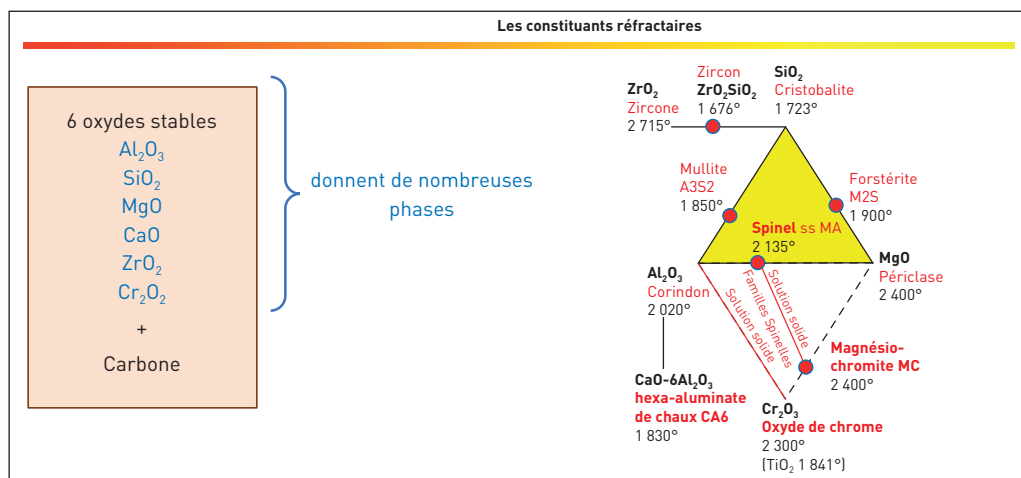 Les constituants réfractaires
6 oxydes stables
Al₂O₃
SiO₂
MgO
CaO
ZrO₂
Cr₂O₂
+
Carbone
donnent de nombreuses
phases
ZrO₂
Zircone
2 715°
Zircon
ZrO₂SiO₂
1 676°
SiO₂
Cristobalite
1 723°
Mullite
A3S2
1 850°
Forstérite
M2S
1 900°
Spinel ss MA
2 135°
Al₂O₃
Corindon
2 020°
MgO
Périclase
2 400°
Solution solide
Familles Spinelles
Solution solide
Magnésio-
chromite MC
2 400°
CaO-6Al₂O₃
hexa-aluminate
de chaux CA6
1 830°
Cr₂O₃
Oxyde de chrome
2 300°
(TiO₂ 1 841°)